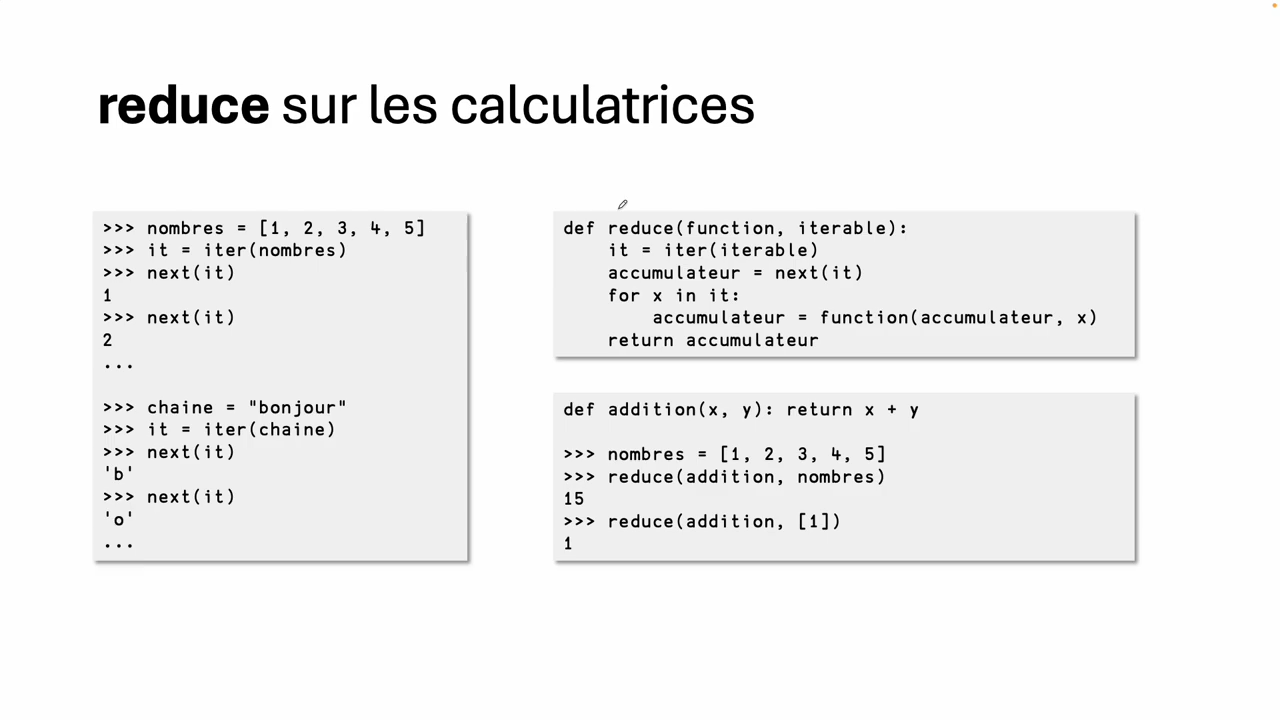 reduce sur les calculatrices
>>> nombres = [1, 2, 3, 4, 5]
>>> it = iter(nombres)
>>> next(it)
1
>>> next(it)
2
...
>>> chaine = "bonjour"
>>> it = iter(chaine)
>>> next(it)
'b'
>>> next(it)
'o'
...
def reduce(function, iterable):
    it = iter(iterable)
    accumulateur = next(it)
    for x in it:
        accumulateur = function(accumulateur, x)
    return accumulateur
def addition(x, y): return x + y
>>> nombres = [1, 2, 3, 4, 5]
>>> reduce(addition, nombres)
15
>>> reduce(addition, [1])
1